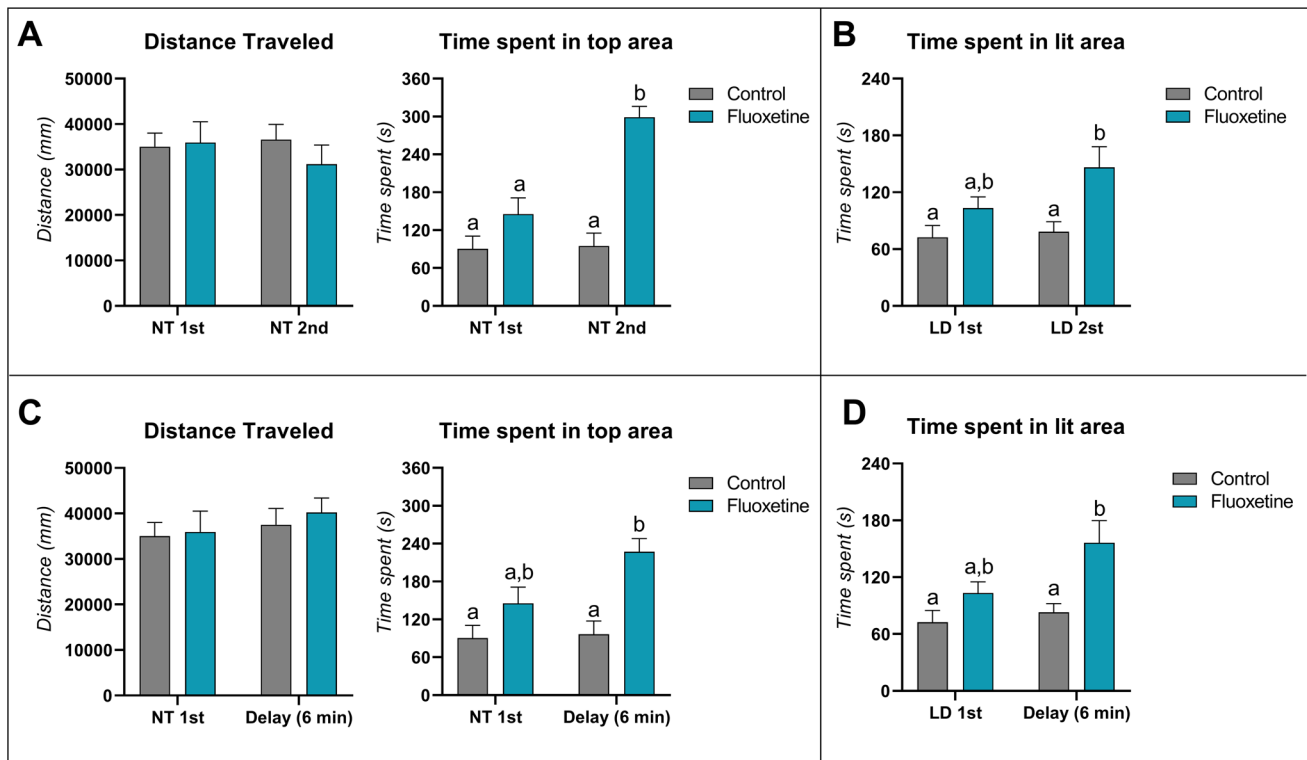 A
Distance Traveled
Distance (mm)
50000
40000
30000
20000
10000
0
NT 1st
NT 2nd
Time spent in top area
Time spent (s)
360
300
240
180
120
60
0
a
a
a
b
NT 1st
NT 2nd
Control
Fluoxetine
B
Time spent in lit area
Time spent (s)
240
180
120
60
0
a
a,b
a
b
LD 1st
LD 2st
Control
Fluoxetine
C
Distance Traveled
Distance (mm)
50000
40000
30000
20000
10000
0
NT 1st
Delay (6 min)
Time spent in top area
Time spent (s)
360
300
240
180
120
60
0
a
a,b
a
b
NT 1st
Delay (6 min)
Control
Fluoxetine
D
Time spent in lit area
Time spent (s)
240
180
120
60
0
a
a,b
a
b
LD 1st
Delay (6 min)
Control
Fluoxetine